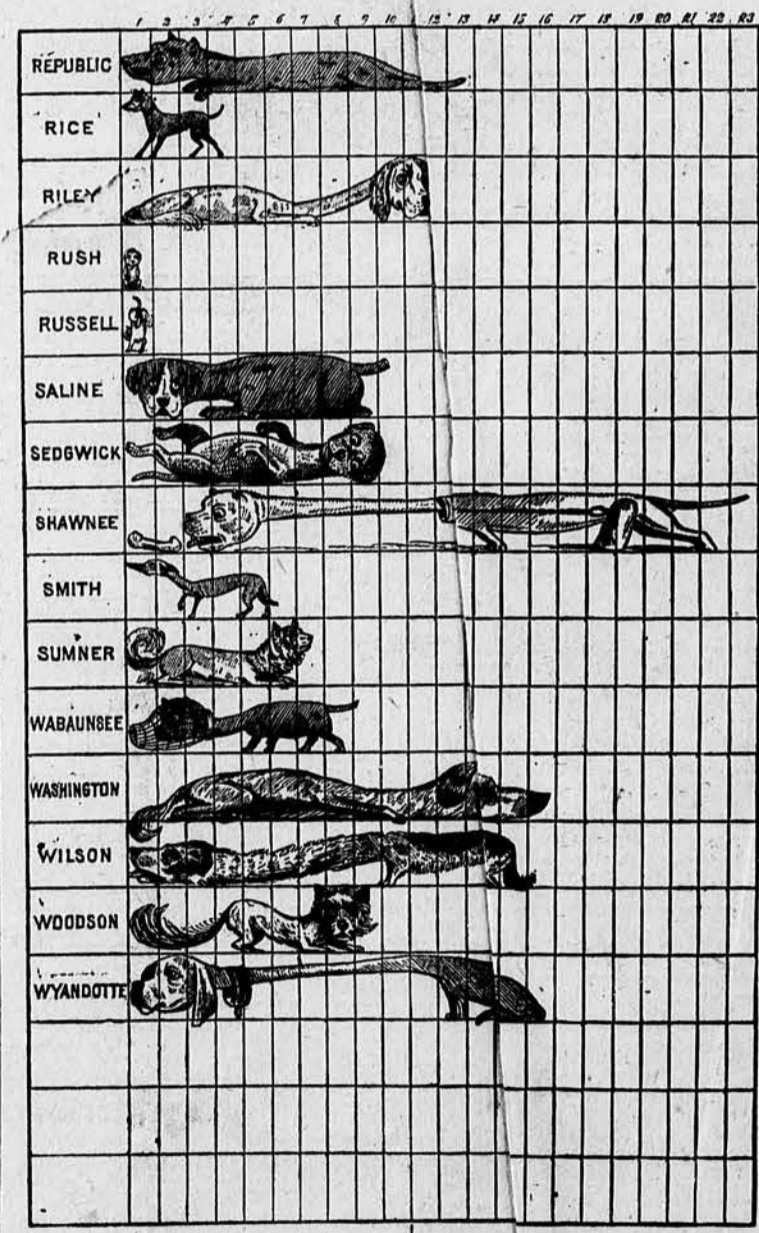 1 2 3 4 5 6 7 8 9 10 12 13 14 15 16 17 18 19 20 21 22 23
REPUBLIC
RICE
RILEY
RUSH
RUSSELL
SALINE
SEDGWICK
SHAWNEE
SMITH
SUMNER
WABAUNSEE
WASHINGTON
WILSON
WOODSON
WYANDOTTE